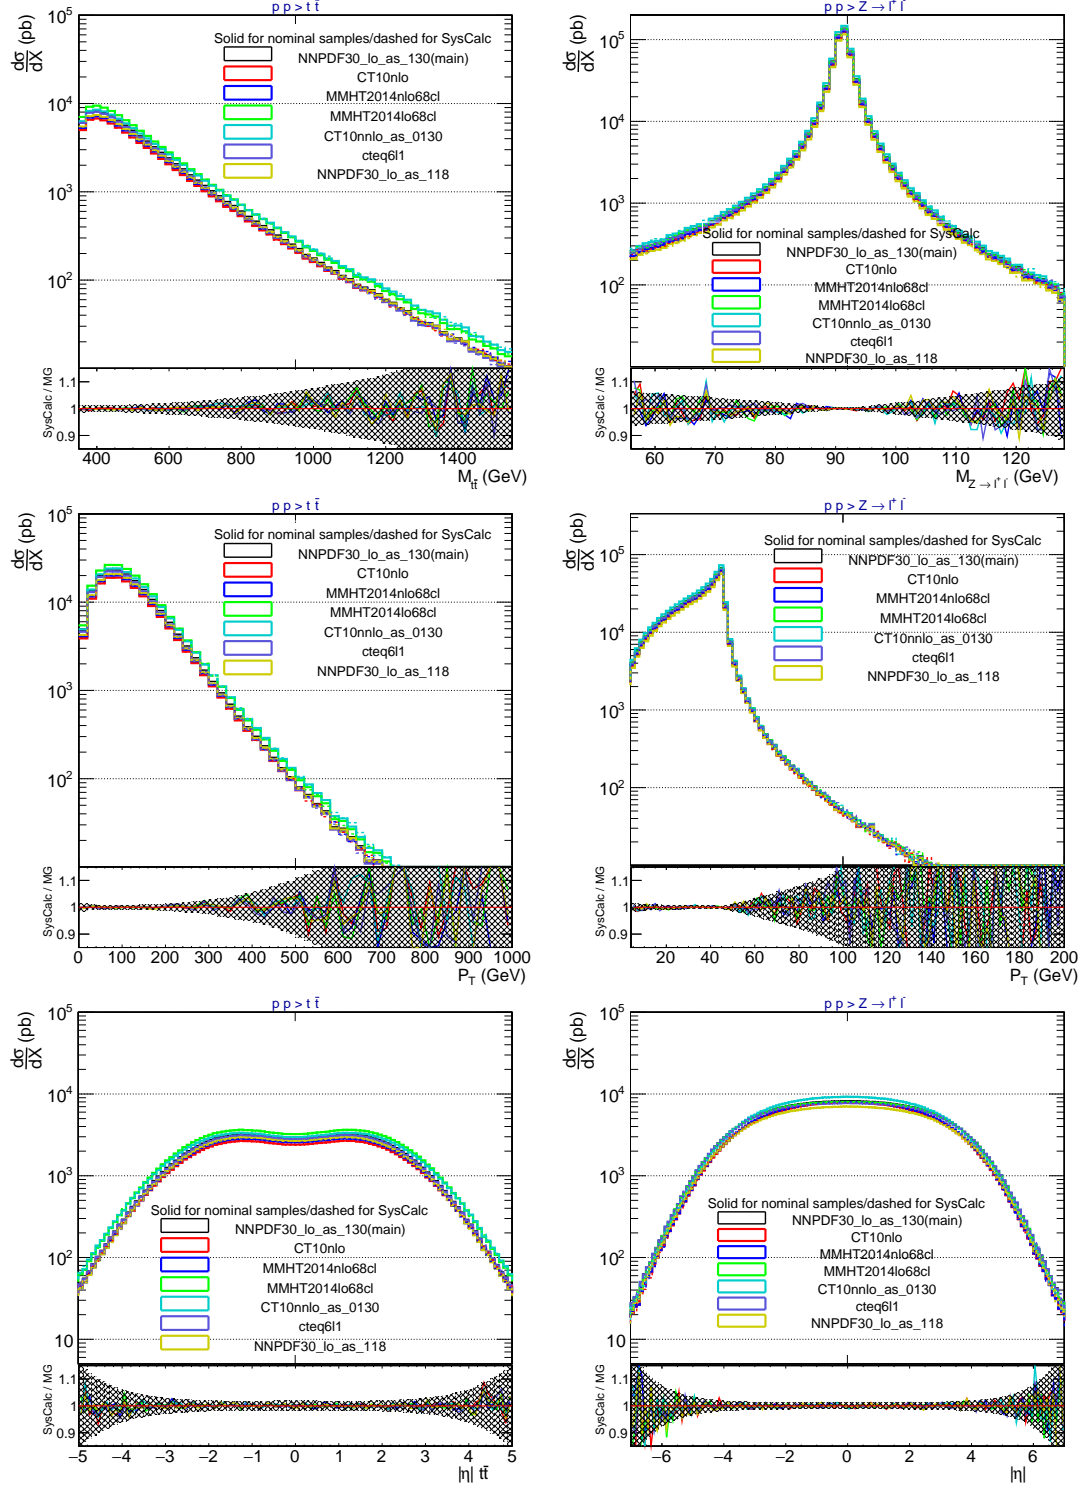 p p > t t̄
dσ/dX (pb)
10^5
10^4
10^3
10^2
Solid for nominal samples/dashed for SysCalc
NNPDF30_lo_as_130(main)
CT10nlo
MMHT2014nlo68cl
MMHT2014lo68cl
CT10nnlo_as_0130
cteq6l1
NNPDF30_lo_as_118
SysCalc / MG
1.1
1
0.9
400 600 800 1000 1200 1400
M_tt̄ (GeV)
p p > Z → l⁺ l⁻
dσ/dX (pb)
10^5
10^4
10^3
10^2
Solid for nominal samples/dashed for SysCalc
NNPDF30_lo_as_130(main)
CT10nlo
MMHT2014nlo68cl
MMHT2014lo68cl
CT10nnlo_as_0130
cteq6l1
NNPDF30_lo_as_118
SysCalc / MG
1.1
1
0.9
60 70 80 90 100 110 120
M_Z → l⁺ l⁻ (GeV)
p p > t t̄
dσ/dX (pb)
10^5
10^4
10^3
10^2
Solid for nominal samples/dashed for SysCalc
NNPDF30_lo_as_130(main)
CT10nlo
MMHT2014nlo68cl
MMHT2014lo68cl
CT10nnlo_as_0130
cteq6l1
NNPDF30_lo_as_118
SysCalc / MG
1.1
1
0.9
0 100 200 300 400 500 600 700 800 900 1000
P_T (GeV)
p p > Z → l⁺ l⁻
dσ/dX (pb)
10^5
10^4
10^3
10^2
Solid for nominal samples/dashed for SysCalc
NNPDF30_lo_as_130(main)
CT10nlo
MMHT2014nlo68cl
MMHT2014lo68cl
CT10nnlo_as_0130
cteq6l1
NNPDF30_lo_as_118
SysCalc / MG
1.1
1
0.9
20 40 60 80 100 120 140 160 180 200
P_T (GeV)
p p > t t̄
dσ/dX (pb)
10^5
10^4
10^3
10^2
10
Solid for nominal samples/dashed for SysCalc
NNPDF30_lo_as_130(main)
CT10nlo
MMHT2014nlo68cl
MMHT2014lo68cl
CT10nnlo_as_0130
cteq6l1
NNPDF30_lo_as_118
SysCalc / MG
1.1
1
0.9
−5 −4 −3 −2 −1 0 1 2 3 4 5
|η| tt̄
p p > Z → l⁺ l⁻
dσ/dX (pb)
10^5
10^4
10^3
10^2
10
Solid for nominal samples/dashed for SysCalc
NNPDF30_lo_as_130(main)
CT10nlo
MMHT2014nlo68cl
MMHT2014lo68cl
CT10nnlo_as_0130
cteq6l1
NNPDF30_lo_as_118
SysCalc / MG
1.1
1
0.9
−6 −4 −2 0 2 4 6
|η|